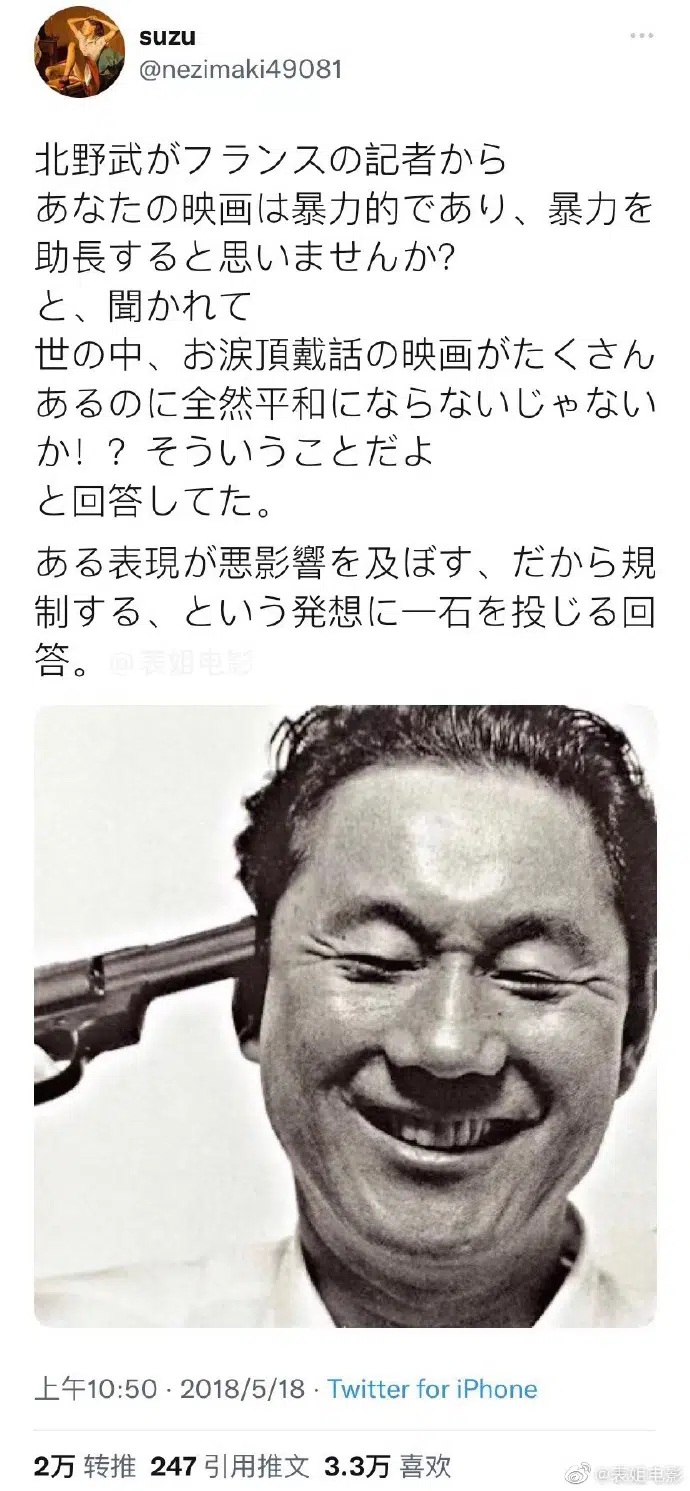 suzu
@nezimaki49081
北野武がフランスの記者から
あなたの映画は暴力的であり、暴力を
助長すると思いませんか?
と、聞かれて
世の中、お涙頂戴話の映画がたくさん
あるのに全然平和にならないじゃない
か！？そういうことだよ
と回答してた。
ある表現が悪影響を及ぼす、だから規
制する、という発想に一石を投じる回
答。
@表姐电影
上午10:50 · 2018/5/18 · Twitter for iPhone
2万 转推 247 引用推文 3.3万 喜欢
@表姐电影